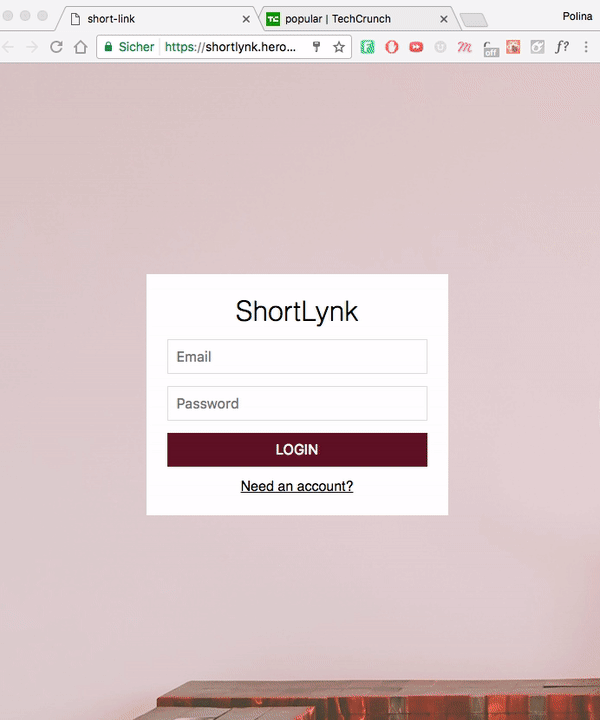 short-link
popular | TechCrunch
Polina
Sicher
https://shortlynk.hero...
off
f?
ShortLynk
Email
Password
LOGIN
Need an account?